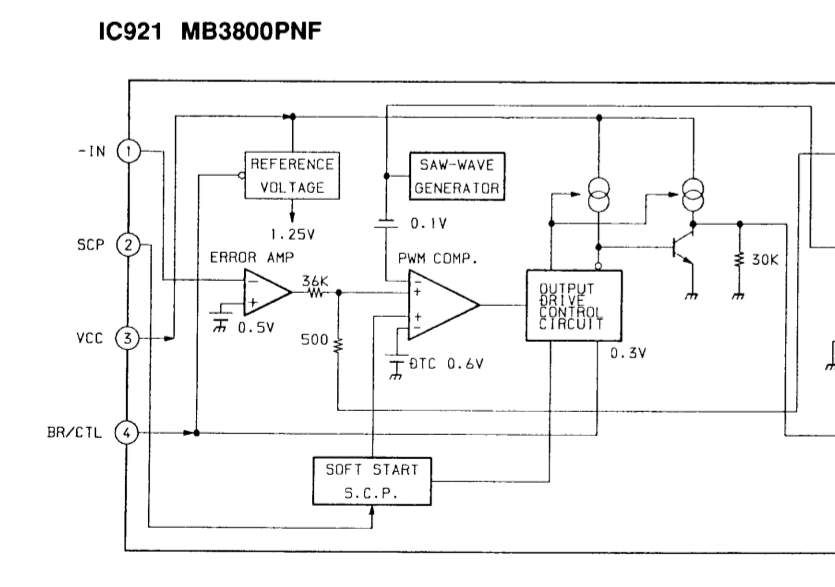 IC921 MB3800PNF
-IN
1
REFERENCE
VOLTAGE
SAW-WAVE
GENERATOR
0.1V
1.25V
SCP
2
ERROR AMP
PWM COMP.
30K
36K
-
+
-
+
+
-
OUTPUT
DRIVE
CONTROL
CIRCUIT
0.5V
VCC
3
500
0.3V
DTC 0.6V
BR/CTL
4
SOFT START
S.C.P.